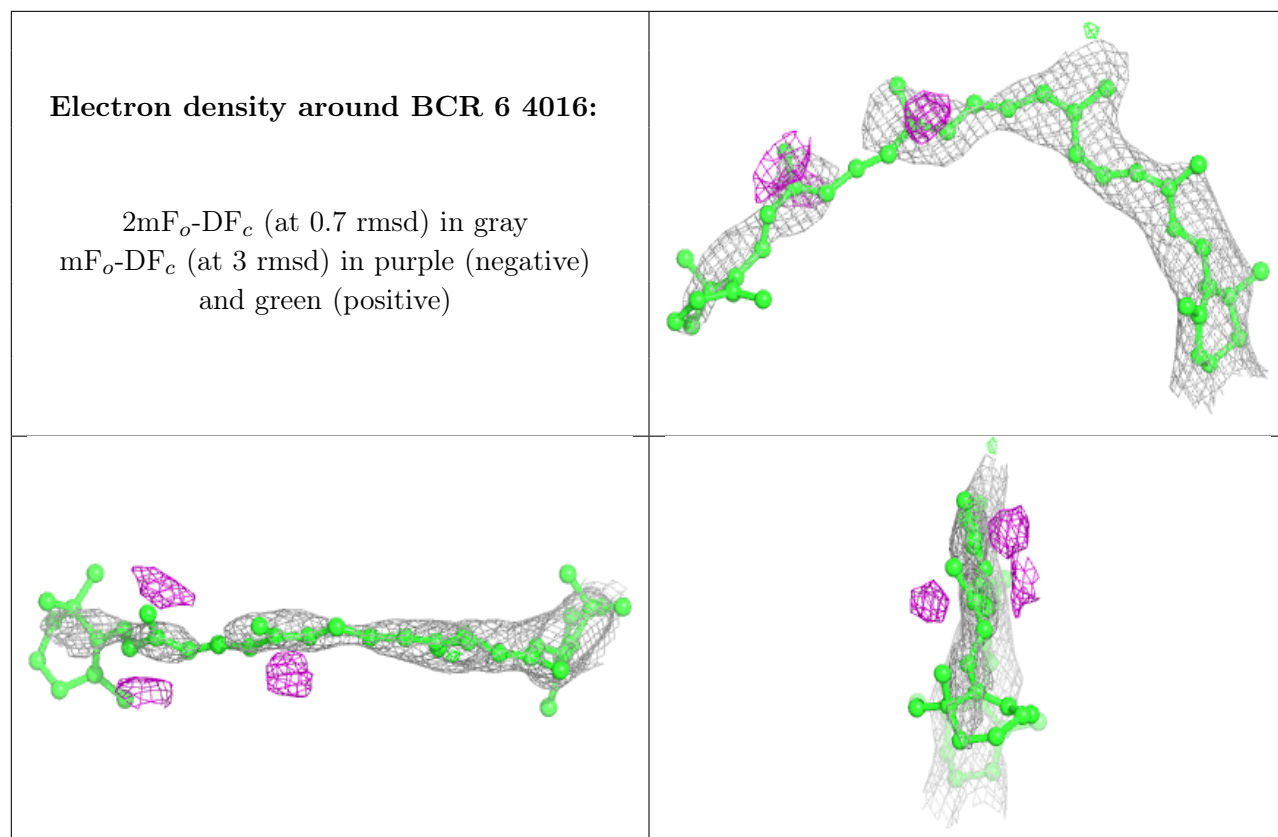 Electron density around BCR 6 4016:
2mFₒ-DF𝒸 (at 0.7 rmsd) in gray
mFₒ-DF𝒸 (at 3 rmsd) in purple (negative)
and green (positive)